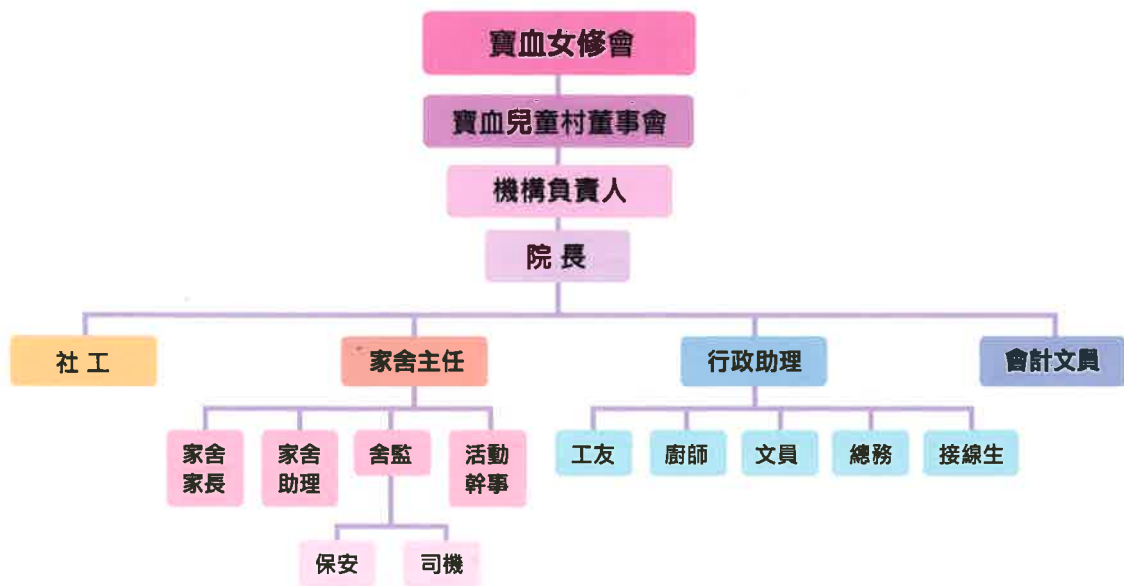 寶血女修會
寶血兒童村董事會
機構負責人
院長
社工
家舍主任
行政助理
會計文員
家舍
家長
家舍
助理
舍監
活動
幹事
工友
廚師
文員
總務
接線生
保安
司機